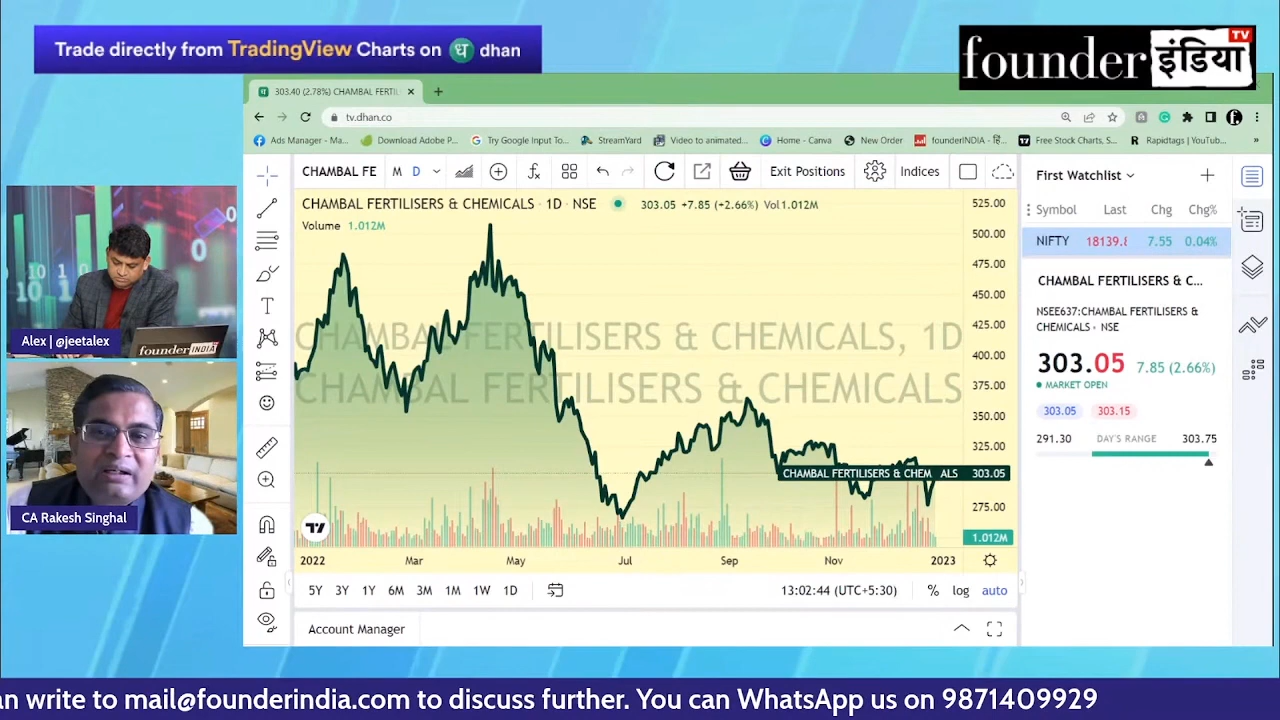 Trade directly from TradingView Charts on ध dhan
founder इंडिया TV
303.40 (2.78%) CHAMBAL FERTIL
tv.dhan.co
Ads Manager - Ma...
Download Adobe P...
Try Google Input To...
StreamYard
Video to animated...
Home - Canva
New Order
founderINDIA - हि...
Free Stock Charts, S...
Rapidtags | YouTub...
CHAMBAL FE
M
D
Exit Positions
Indices
CHAMBAL FERTILISERS & CHEMICALS · 1D · NSE
303.05 +7.85 (+2.66%) Vol1.012M
Volume 1.012M
CHAMBAL FERTILISERS & CHEMICALS, 1D
CHAMBAL FERTILISERS & CHEMICALS
525.00
500.00
475.00
450.00
425.00
400.00
375.00
350.00
325.00
CHAMBAL FERTILISERS & CHEM ALS 303.05
275.00
1.012M
2022
Mar
May
Jul
Sep
Nov
2023
5Y
3Y
1Y
6M
3M
1M
1W
1D
13:02:44 (UTC+5:30)
%
log
auto
Account Manager
First Watchlist
Symbol
Last
Chg
Chg%
NIFTY
18139.8
7.55
0.04%
CHAMBAL FERTILISERS & C...
NSEE637:CHAMBAL FERTILISERS &
CHEMICALS · NSE
303.05 7.85 (2.66%)
MARKET OPEN
303.05
303.15
291.30
DAY'S RANGE
303.75
Alex | @jeetalex
founder INDIA
CA Rakesh Singhal
an write to mail@founderindia.com to discuss further. You can WhatsApp us on 9871409929